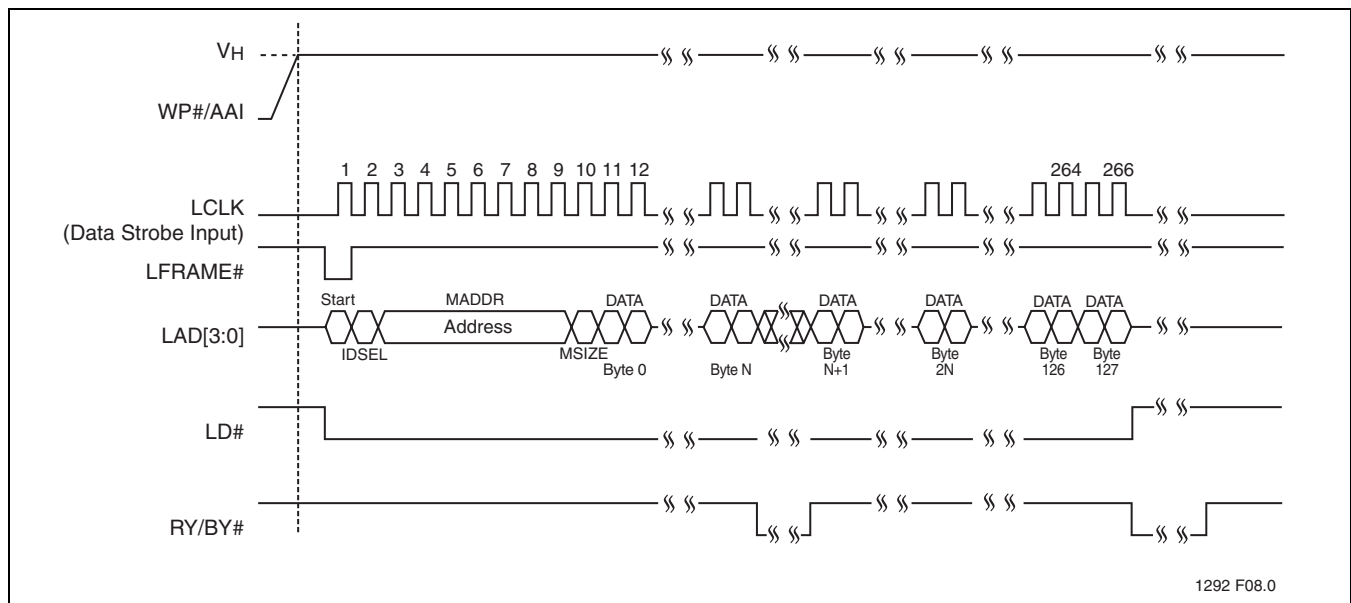 VH
WP#/AAI
1 2 3 4 5 6 7 8 9 10 11 12 264 266
LCLK
(Data Strobe Input)
LFRAME#
Start MADDR DATA DATA DATA DATA DATA DATA
LAD[3:0] Address
IDSEL MSIZE Byte 0 Byte N Byte N+1 Byte 2N Byte 126 Byte 127
LD#
RY/BY#
1292 F08.0